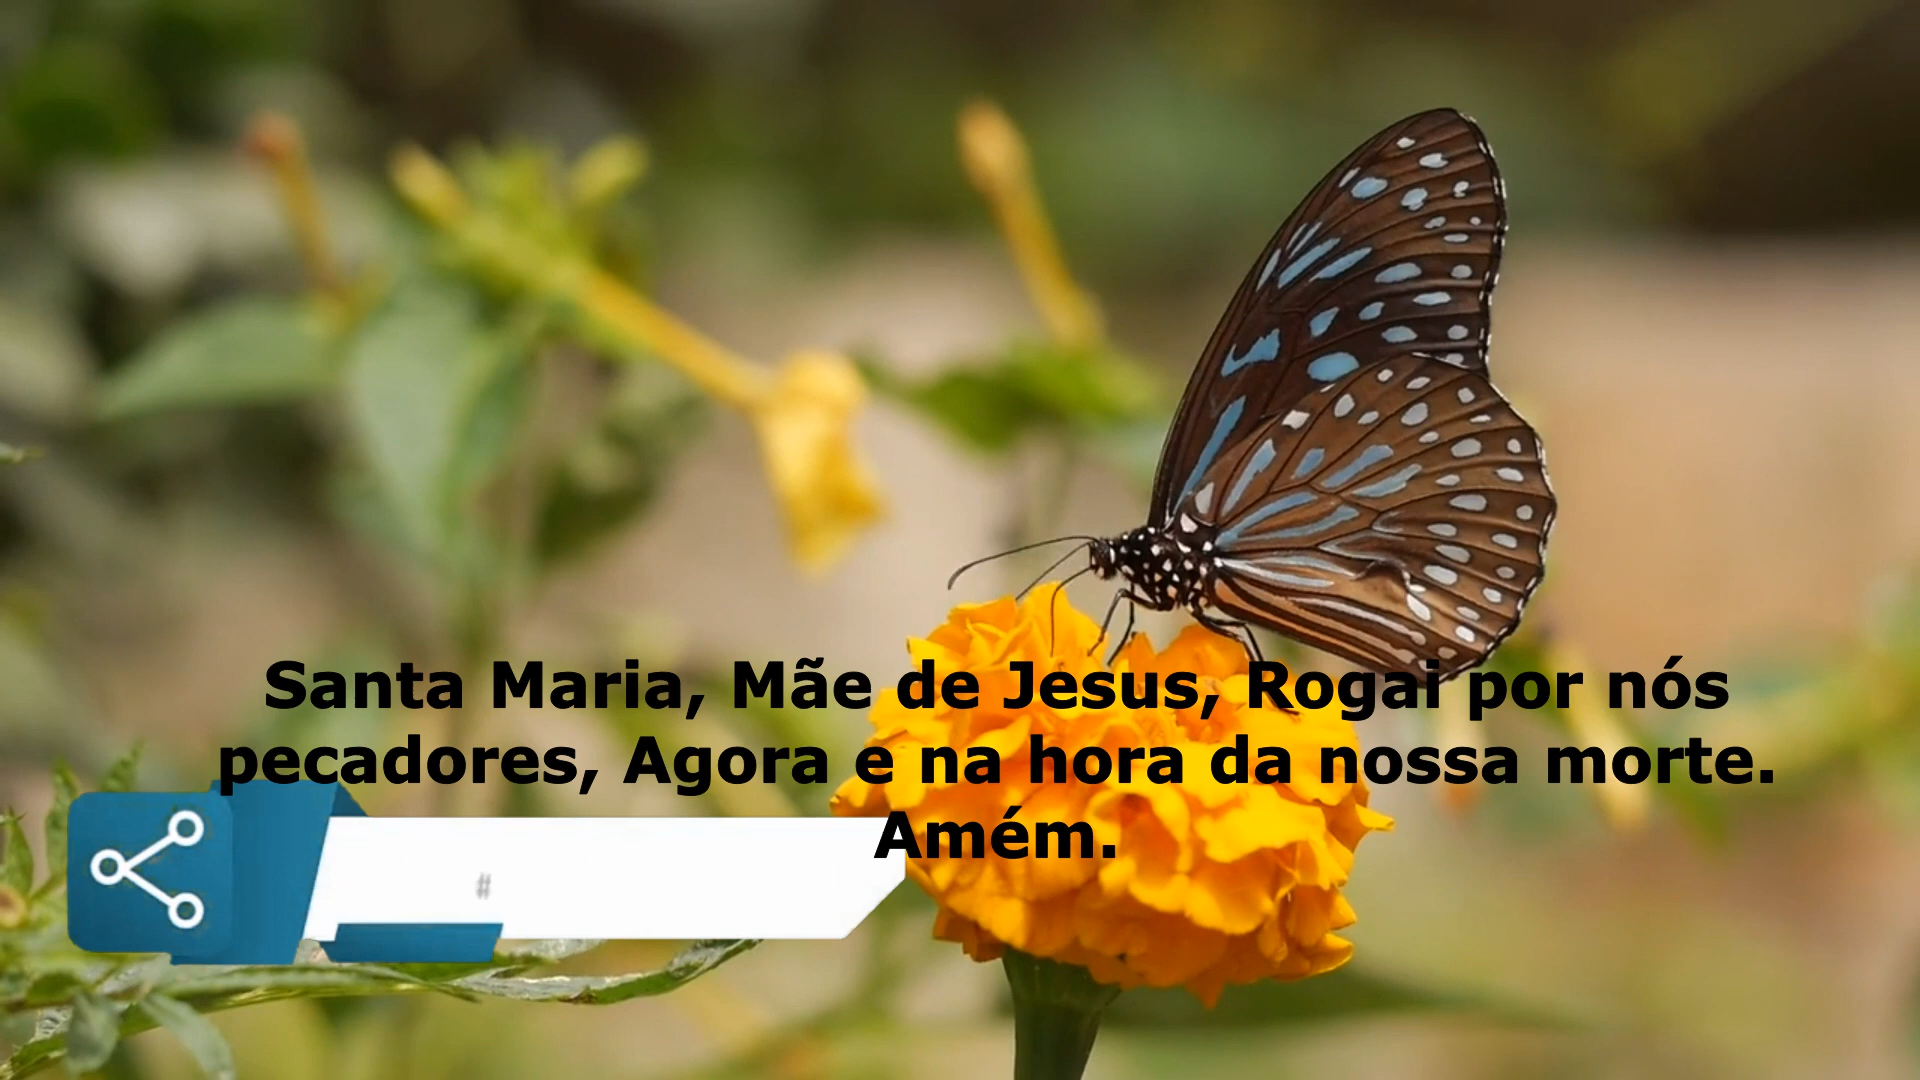 Santa Maria, Mãe de Jesus, Rogai por nós
pecadores, Agora e na hora da nossa morte.
Amém.
#